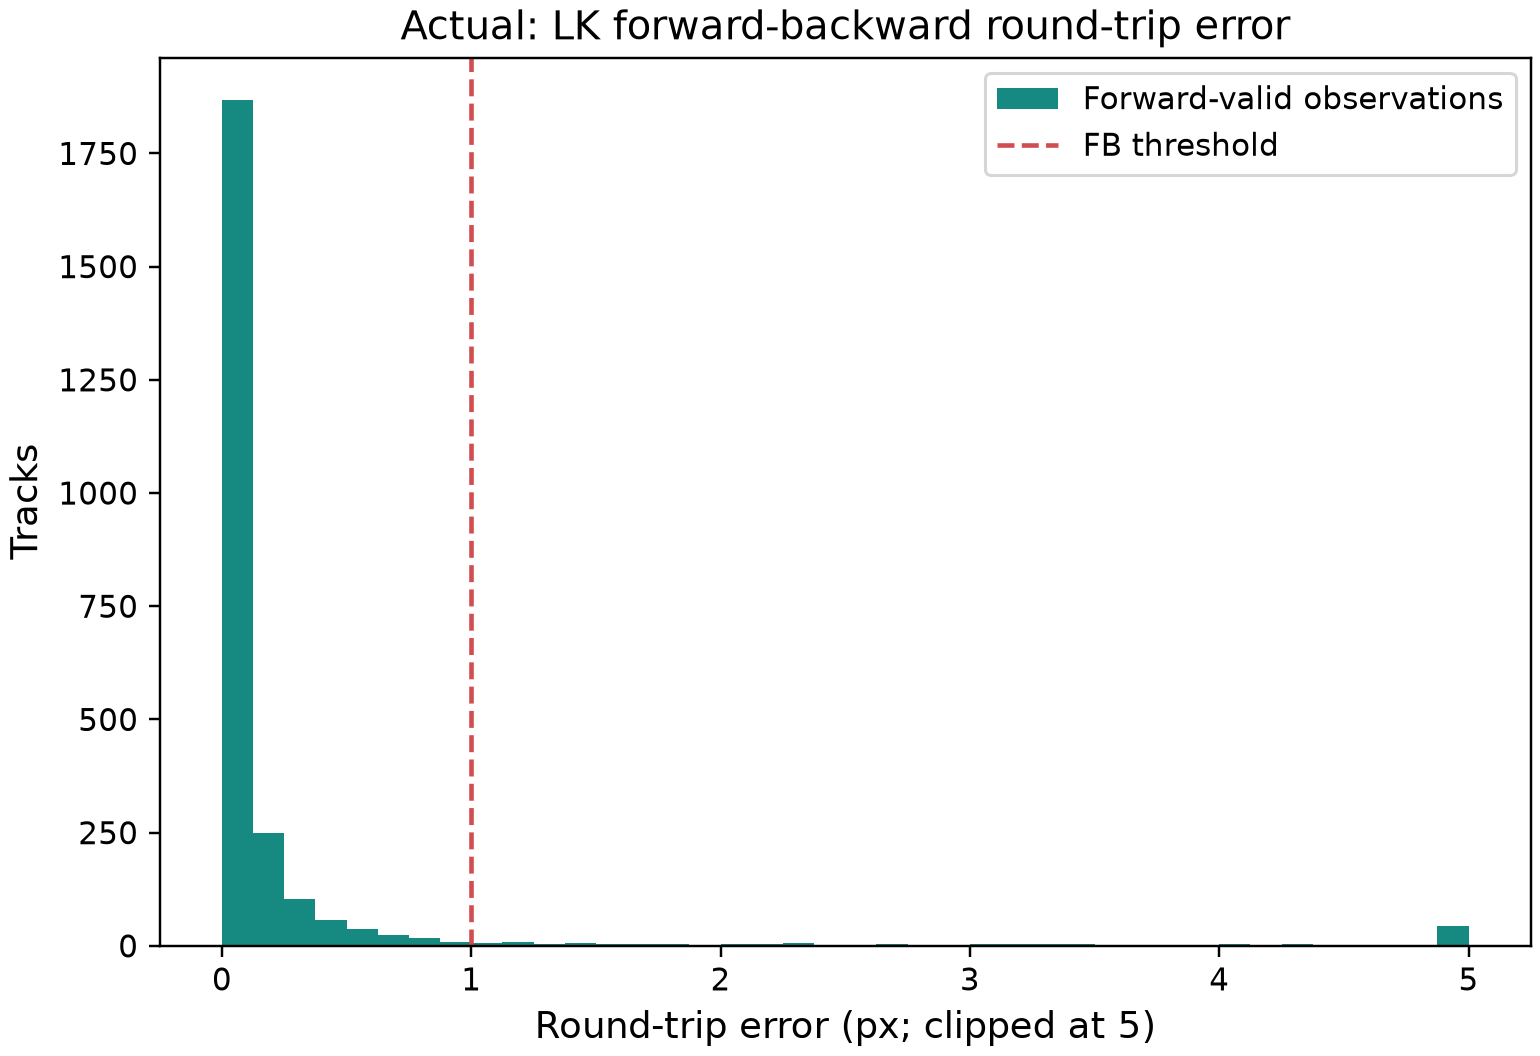 Actual: LK forward-backward round-trip error
Forward-valid observations
FB threshold
Tracks
1750
1500
1250
1000
750
500
250
0
0 1 2 3 4 5
Round-trip error (px; clipped at 5)